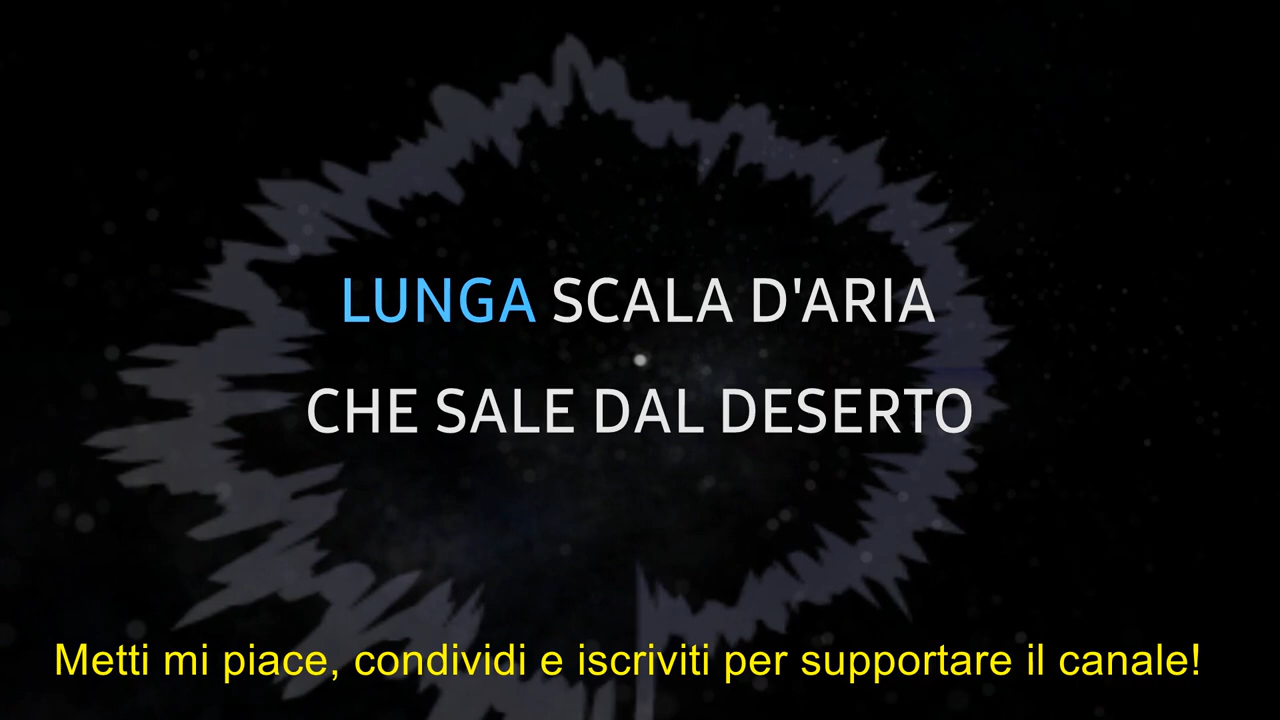 LUNGA SCALA D'ARIA
CHE SALE DAL DESERTO
Metti mi piace, condividi e iscriviti per supportare il canale!